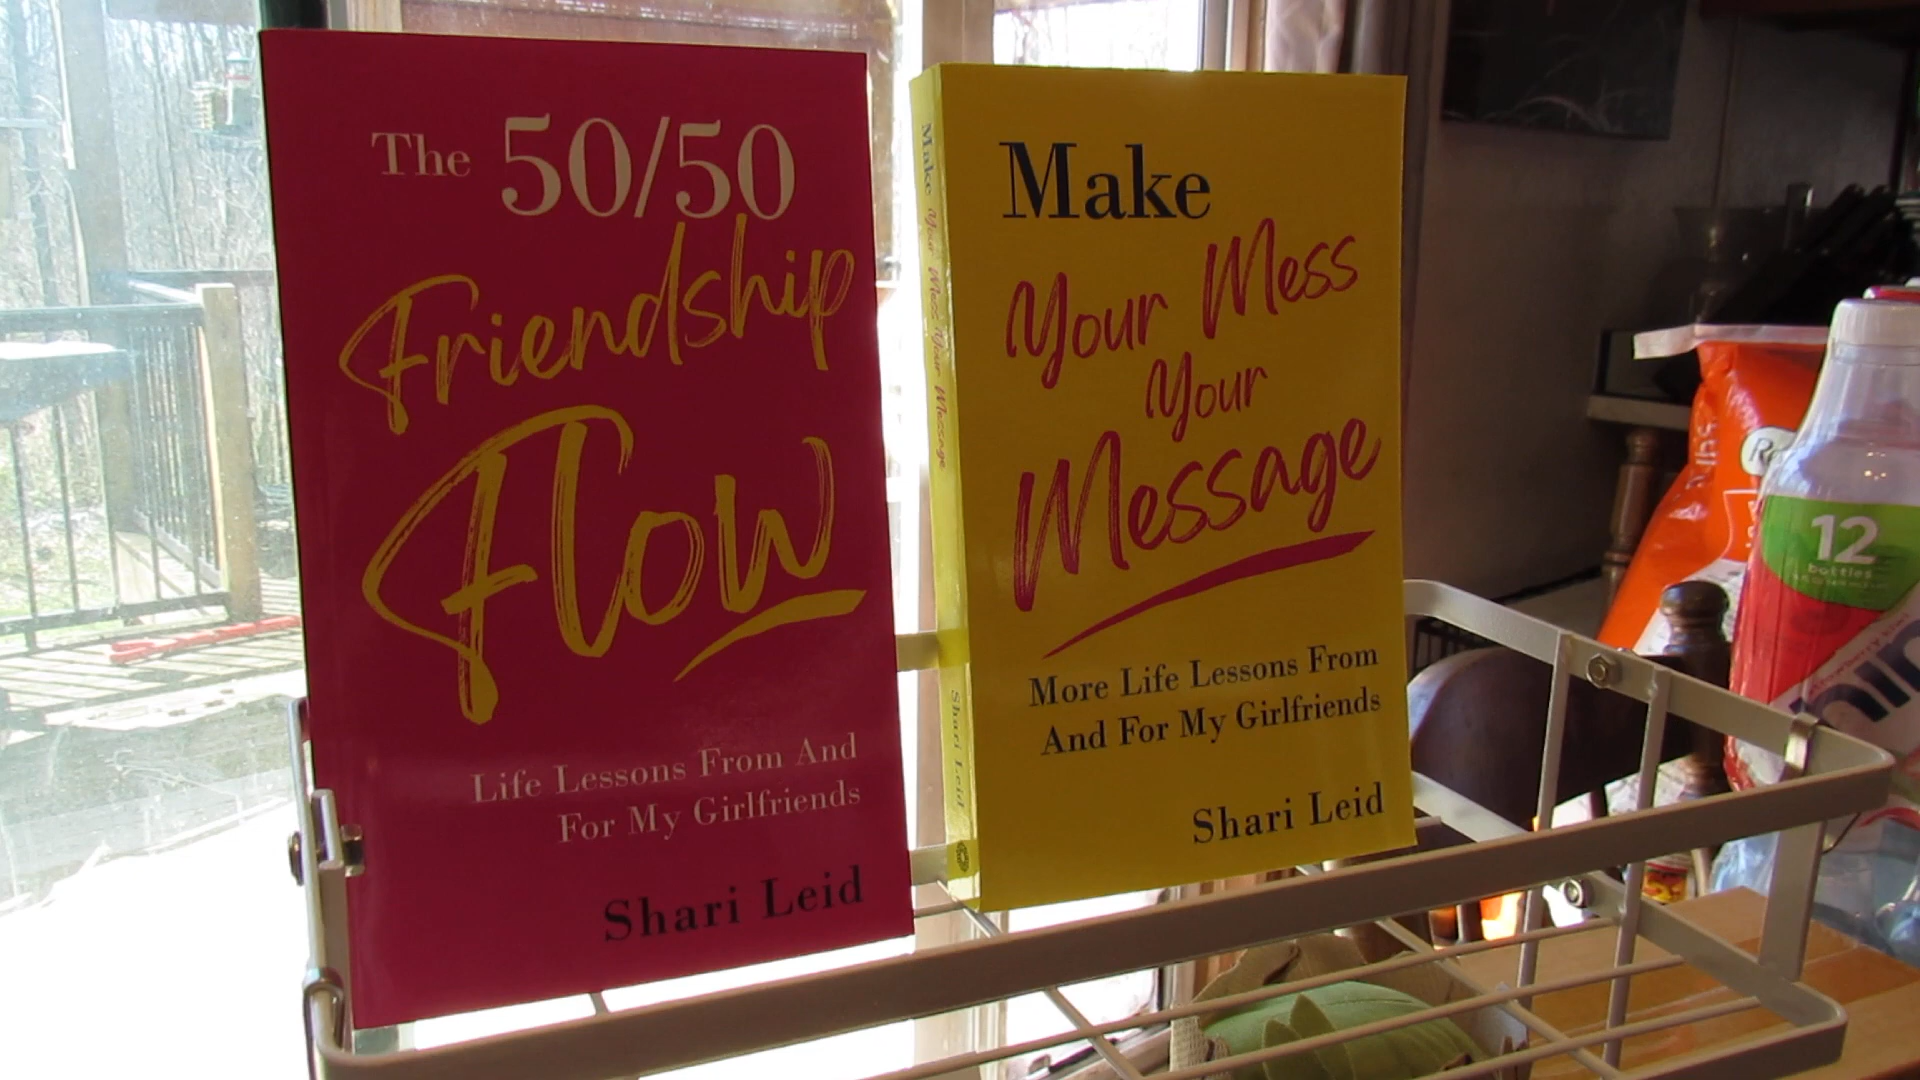 The 50/50
Friendship
Flow
Life Lessons From And
For My Girlfriends
Shari Leid
Make Your Mess Your Message Shari Leid
Make
Your Mess
Your
Message
More Life Lessons From
And For My Girlfriends
Shari Leid
12
bottles